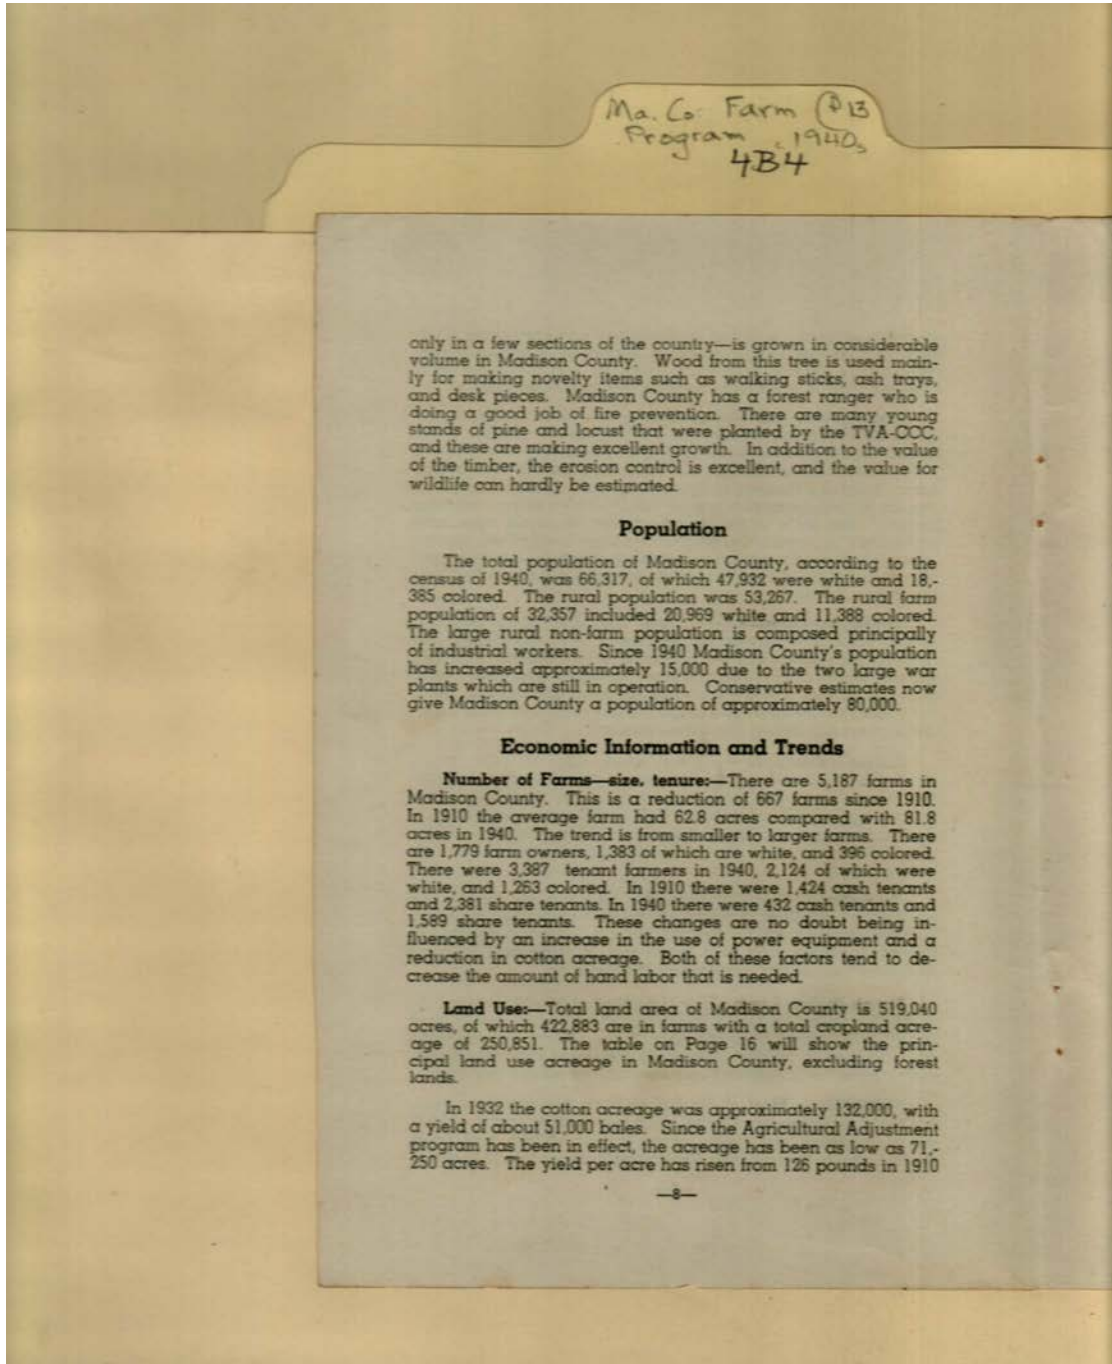 Ma. Co. Farm P13
Program c. 1940s
4B4
only in a few sections of the country—is grown in considerable
volume in Madison County. Wood from this tree is used main-
ly for making novelty items such as walking sticks, ash trays,
and desk pieces. Madison County has a forest ranger who is
doing a good job of fire prevention. There are many young
stands of pine and locust that were planted by the TVA-CCC,
and these are making excellent growth. In addition to the value
of the timber, the erosion control is excellent, and the value for
wildlife can hardly be estimated.
Population
The total population of Madison County, according to the
census of 1940, was 66,317, of which 47,932 were white and 18,-
385 colored. The rural population was 53,267. The rural farm
population of 32,357 included 20,969 white and 11,388 colored.
The large rural non-farm population is composed principally
of industrial workers. Since 1940 Madison County's population
has increased approximately 15,000 due to the two large war
plants which are still in operation. Conservative estimates now
give Madison County a population of approximately 80,000.
Economic Information and Trends
Number of Farms—size, tenure:—There are 5,187 farms in
Madison County. This is a reduction of 667 farms since 1910.
In 1910 the average farm had 62.8 acres compared with 81.8
acres in 1940. The trend is from smaller to larger farms. There
are 1,779 farm owners, 1,383 of which are white, and 396 colored.
There were 3,387 tenant farmers in 1940, 2,124 of which were
white, and 1,263 colored. In 1910 there were 1,424 cash tenants
and 2,381 share tenants. In 1940 there were 432 cash tenants and
1,589 share tenants. These changes are no doubt being in-
fluenced by an increase in the use of power equipment and a
reduction in cotton acreage. Both of these factors tend to de-
crease the amount of hand labor that is needed.
Land Use:—Total land area of Madison County is 519,040
acres, of which 422,883 are in farms with a total cropland acre-
age of 250,851. The table on Page 16 will show the prin-
cipal land use acreage in Madison County, excluding forest
lands.
In 1932 the cotton acreage was approximately 132,000, with
a yield of about 51,000 bales. Since the Agricultural Adjustment
program has been in effect, the acreage has been as low as 71,-
250 acres. The yield per acre has risen from 126 pounds in 1910
—8—